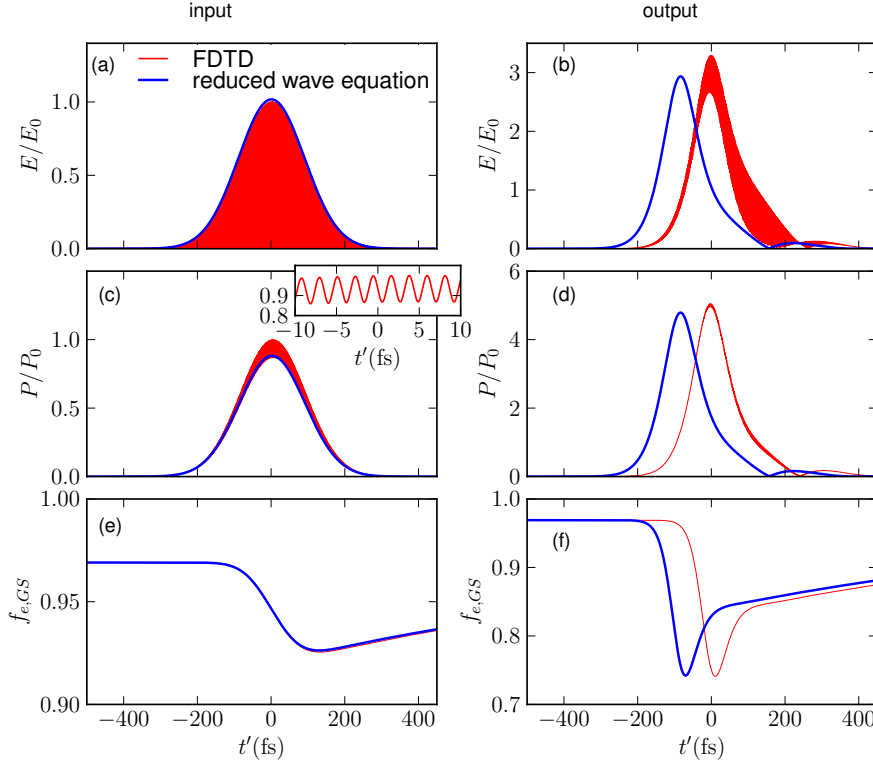 input
output
(a)
FDTD
reduced wave equation
E/E₀
1.0
0.5
0.0
(b)
E/E₀
3
2
1
0
(c)
P/P₀
1.0
0.5
0.0
0.9
0.8
−10 −5 0 5 10
t′(fs)
(d)
P/P₀
6
4
2
0
(e)
f_{e,GS}
1.00
0.95
0.90
−400 −200 0 200 400
t′(fs)
(f)
f_{e,GS}
1.0
0.9
0.8
0.7
−400 −200 0 200 400
t′(fs)